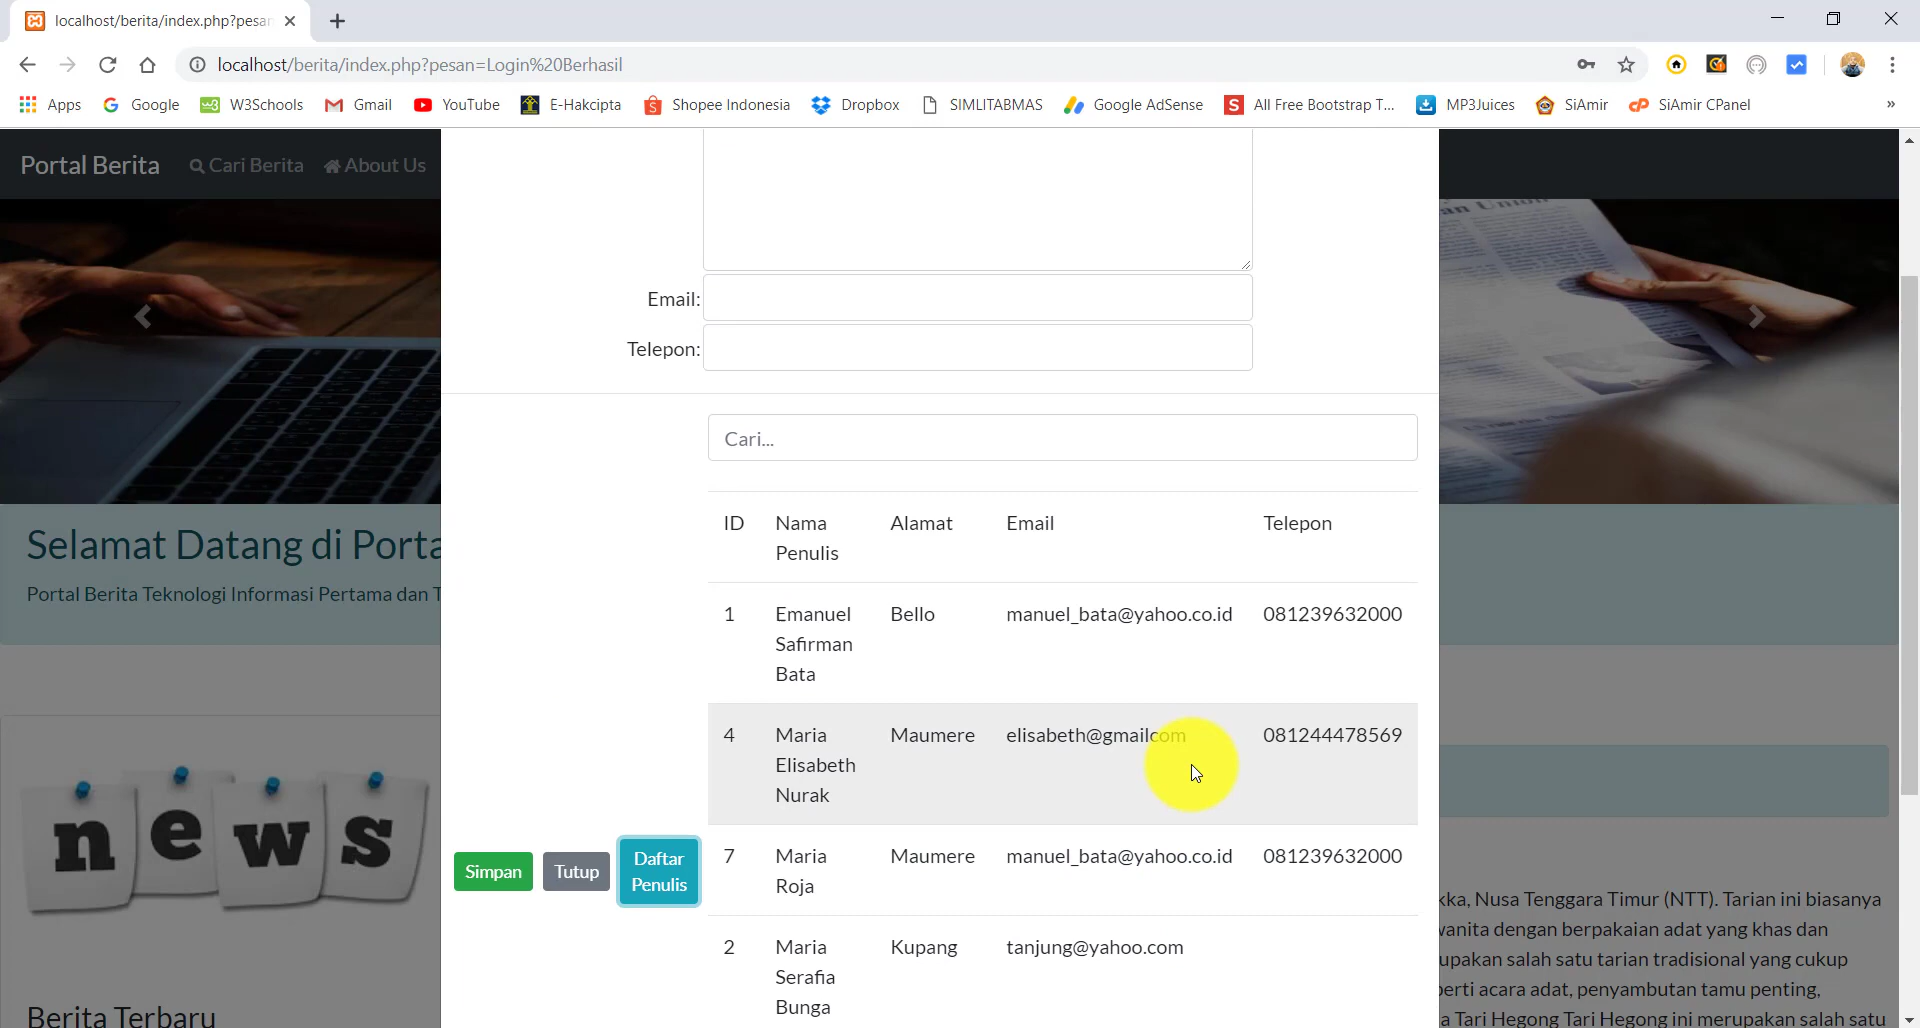 localhost/berita/index.php?pesan
localhost/berita/index.php?pesan=Login%20Berhasil
Apps Google W3Schools Gmail YouTube E-Hakcipta Shopee Indonesia Dropbox SIMLITABMAS Google AdSense All Free Bootstrap T... MP3Juices SiAmir SiAmir CPanel »
Portal Berita Cari Berita About Us
an Union
Email:
Telepon:
Cari...
Selamat Datang di Porta
Portal Berita Teknologi Informasi Pertama dan T
ID Nama Penulis Alamat Email Telepon
1 Emanuel Safirman Bata Bello manuel_bata@yahoo.co.id 081239632000
4 Maria Elisabeth Nurak Maumere elisabeth@gmailcom 081244478569
7 Maria Roja Maumere manuel_bata@yahoo.co.id 081239632000
2 Maria Serafia Bunga Kupang tanjung@yahoo.com
Simpan Tutup Daftar Penulis
news
Berita Terbaru
kka, Nusa Tenggara Timur (NTT). Tarian ini biasanya
vanita dengan berpakaian adat yang khas dan
upakan salah satu tarian tradisional yang cukup
erti acara adat, penyambutan tamu penting,
a Tari Hegong Tari Hegong ini merupakan salah satu